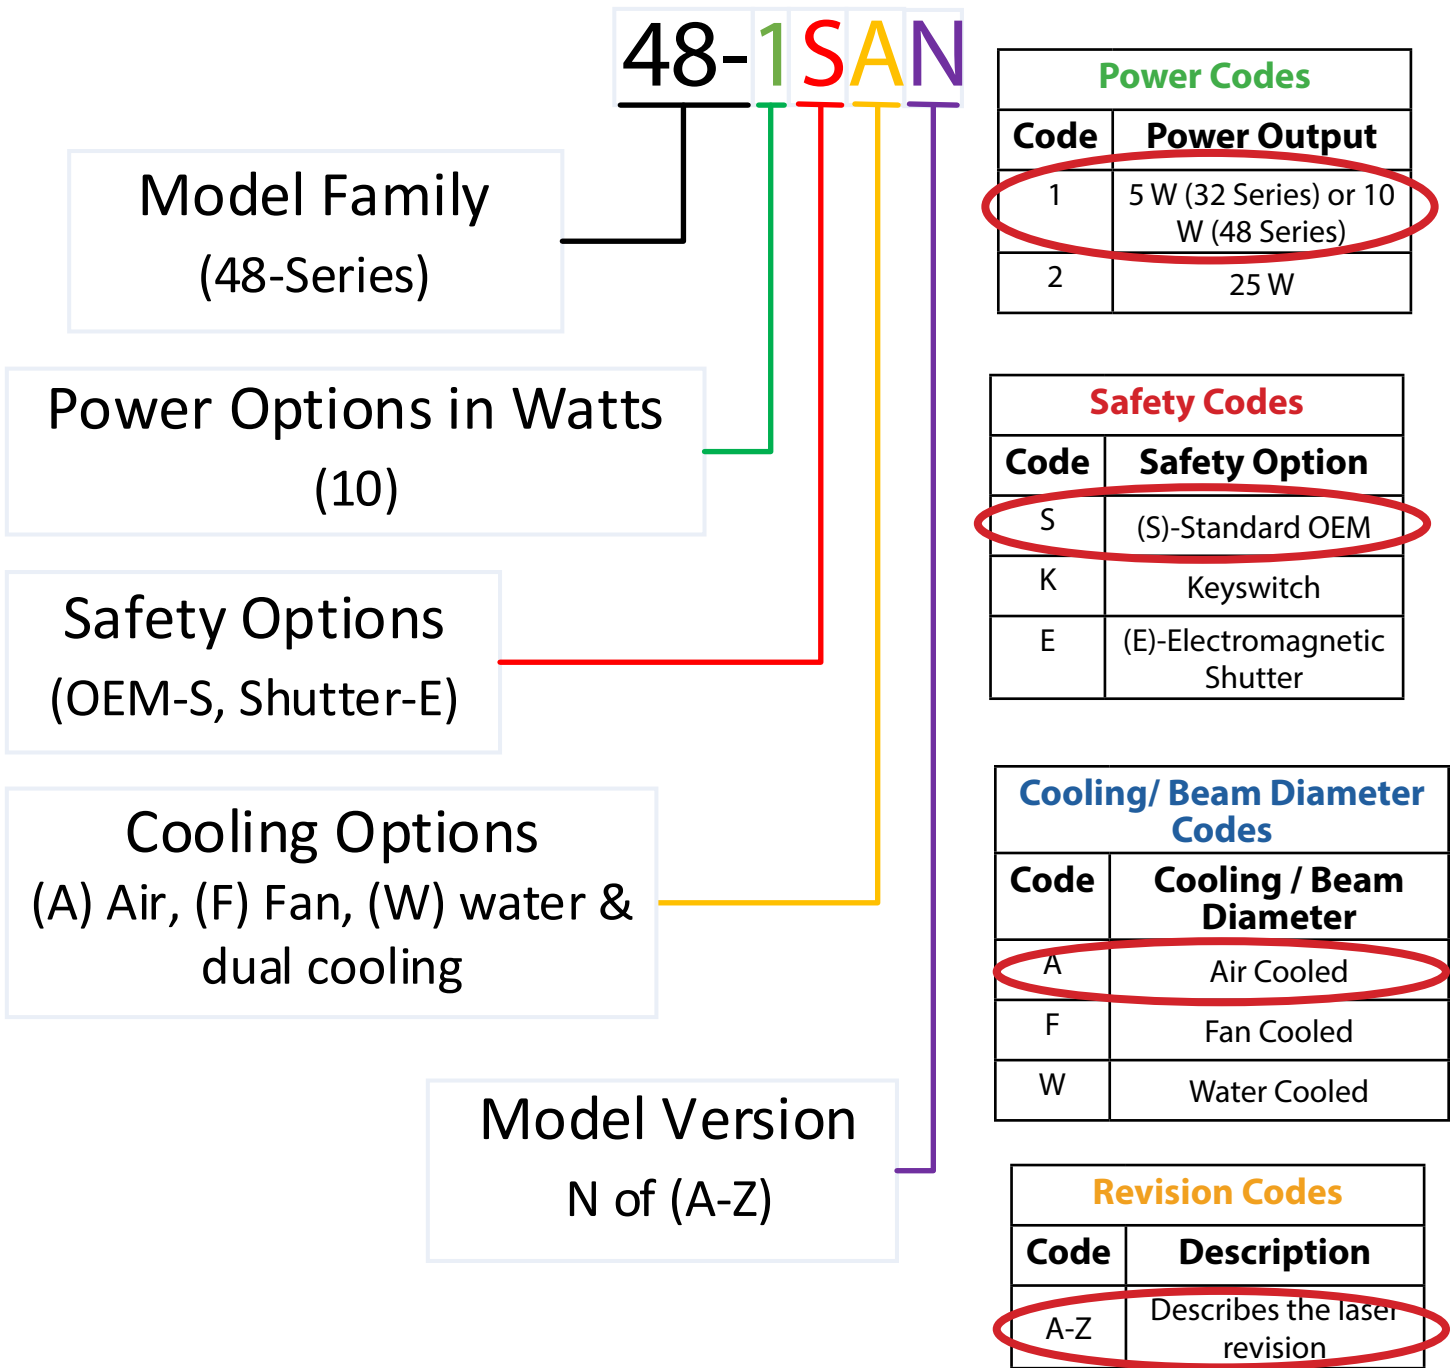 48-1SAN
Model Family
(48-Series)
Power Options in Watts
(10)
Safety Options
(OEM-S, Shutter-E)
Cooling Options
(A) Air, (F) Fan, (W) water &
dual cooling
Model Version
N of (A-Z)
Power Codes
Code Power Output
1 5 W (32 Series) or 10
W (48 Series)
2 25 W
Safety Codes
Code Safety Option
S (S)-Standard OEM
K Keyswitch
E (E)-Electromagnetic
Shutter
Cooling/ Beam Diameter
Codes
Code Cooling / Beam
Diameter
A Air Cooled
F Fan Cooled
W Water Cooled
Revision Codes
Code Description
A-Z Describes the laser
revision